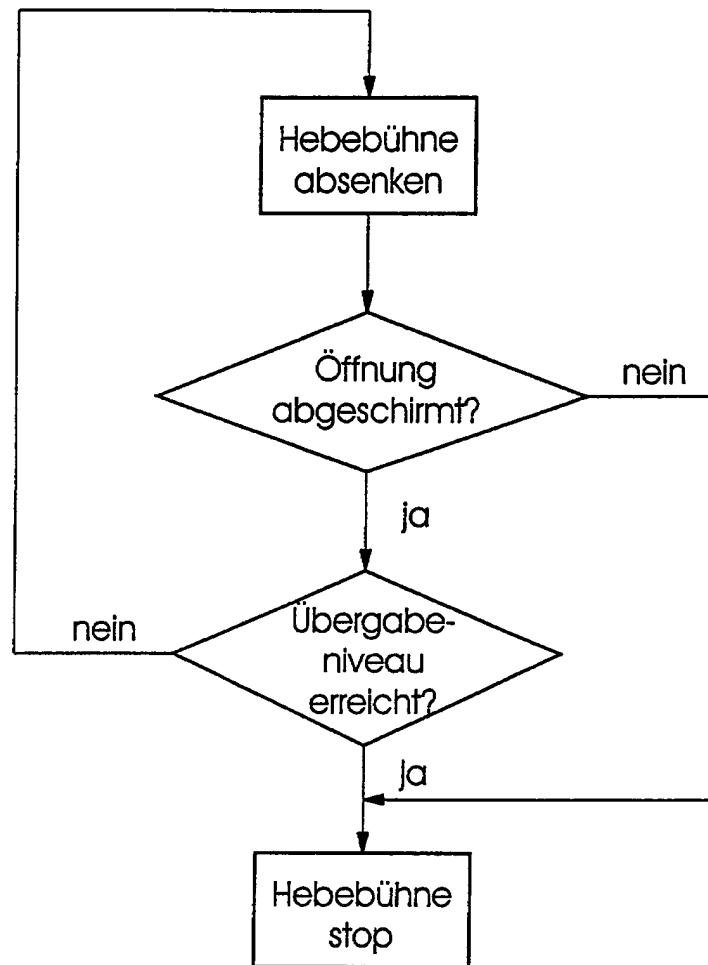 Hebebühne
absenken
Öffnung
abgeschirmt?
nein
ja
nein
Übergabe-
niveau
erreicht?
ja
Hebebühne
stop